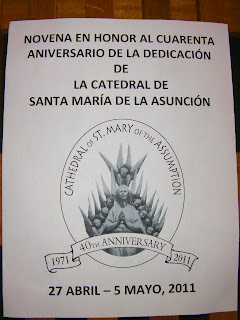 NOVENA EN HONOR AL CUARENTA
ANIVERSARIO DE LA DEDICACIÓN
DE
LA CATEDRAL DE
SANTA MARÍA DE LA ASUNCIÓN
CATHEDRAL OF ST. MARY OF THE ASSUMPTION
40TH ANNIVERSARY
1971 2011
27 ABRIL – 5 MAYO, 2011